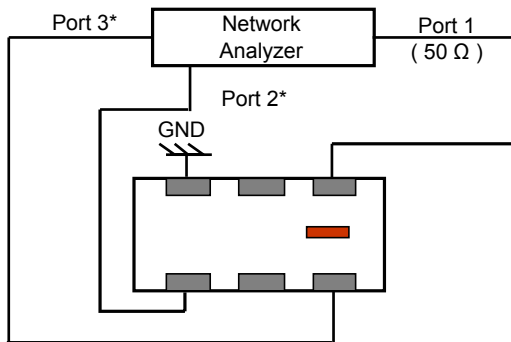 Port 3*
Network
Analyzer
Port 1
( 50 Ω )
Port 2*
GND